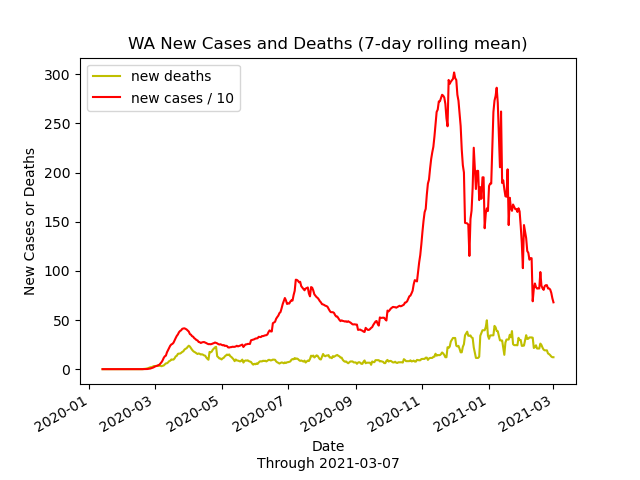 WA New Cases and Deaths (7-day rolling mean)
new deaths
new cases / 10
300
250
200
150
100
50
0
New Cases or Deaths
2020-01
2020-03
2020-05
2020-07
2020-09
2020-11
2021-01
2021-03
Date
Through 2021-03-07